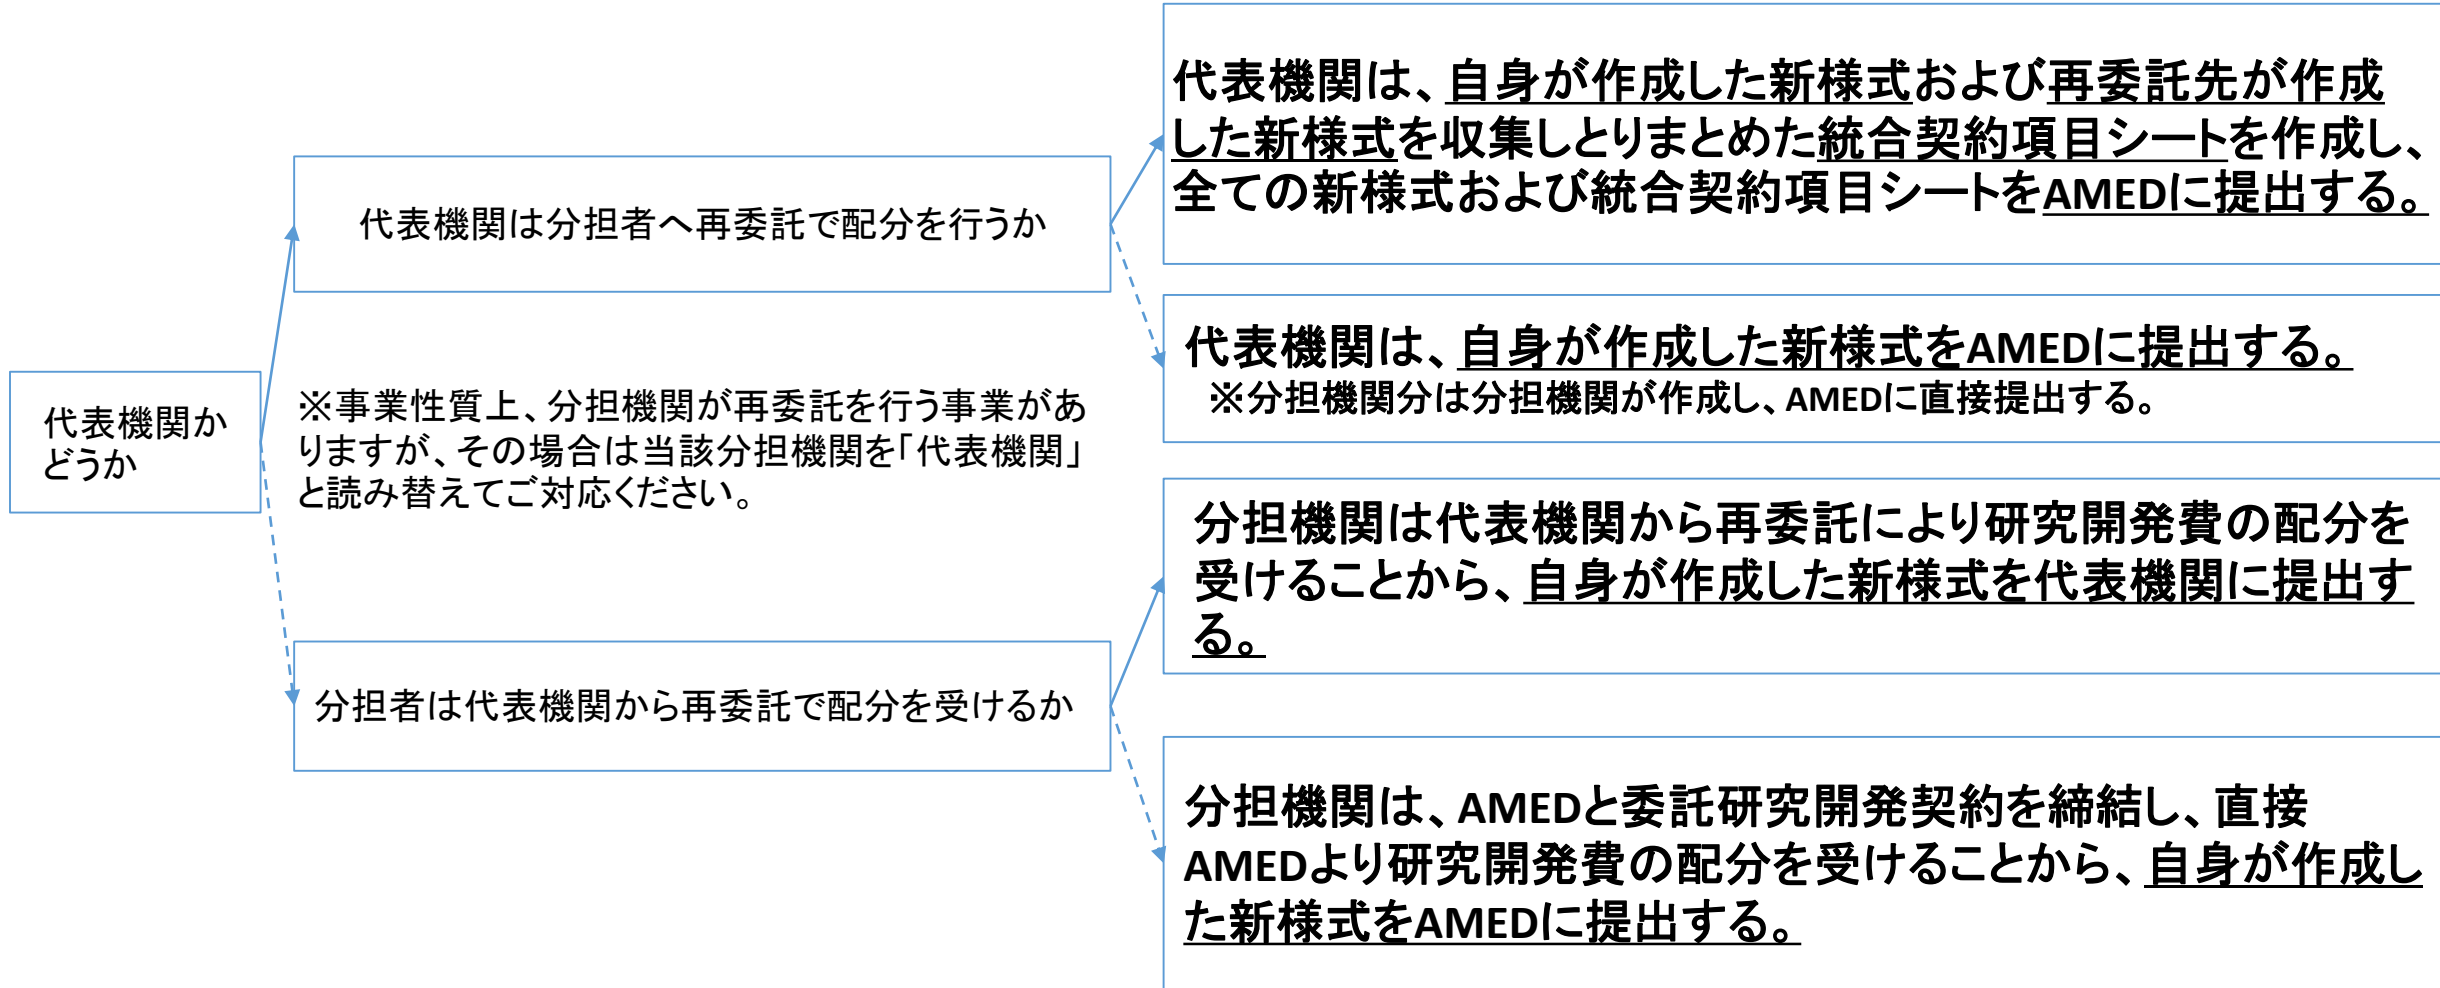 代表機関か
どうか
代表機関は分担者へ再委託で配分を行うか
※事業性質上、分担機関が再委託を行う事業があ
りますが、その場合は当該分担機関を「代表機関」
と読み替えてご対応ください。
分担者は代表機関から再委託で配分を受けるか
代表機関は、自身が作成した新様式および再委託先が作成
した新様式を収集しとりまとめた統合契約項目シートを作成し、
全ての新様式および統合契約項目シートをAMEDに提出する。
代表機関は、自身が作成した新様式をAMEDに提出する。
※分担機関分は分担機関が作成し、AMEDに直接提出する。
分担機関は代表機関から再委託により研究開発費の配分を
受けることから、自身が作成した新様式を代表機関に提出す
る。
分担機関は、AMEDと委託研究開発契約を締結し、直接
AMEDより研究開発費の配分を受けることから、自身が作成し
た新様式をAMEDに提出する。